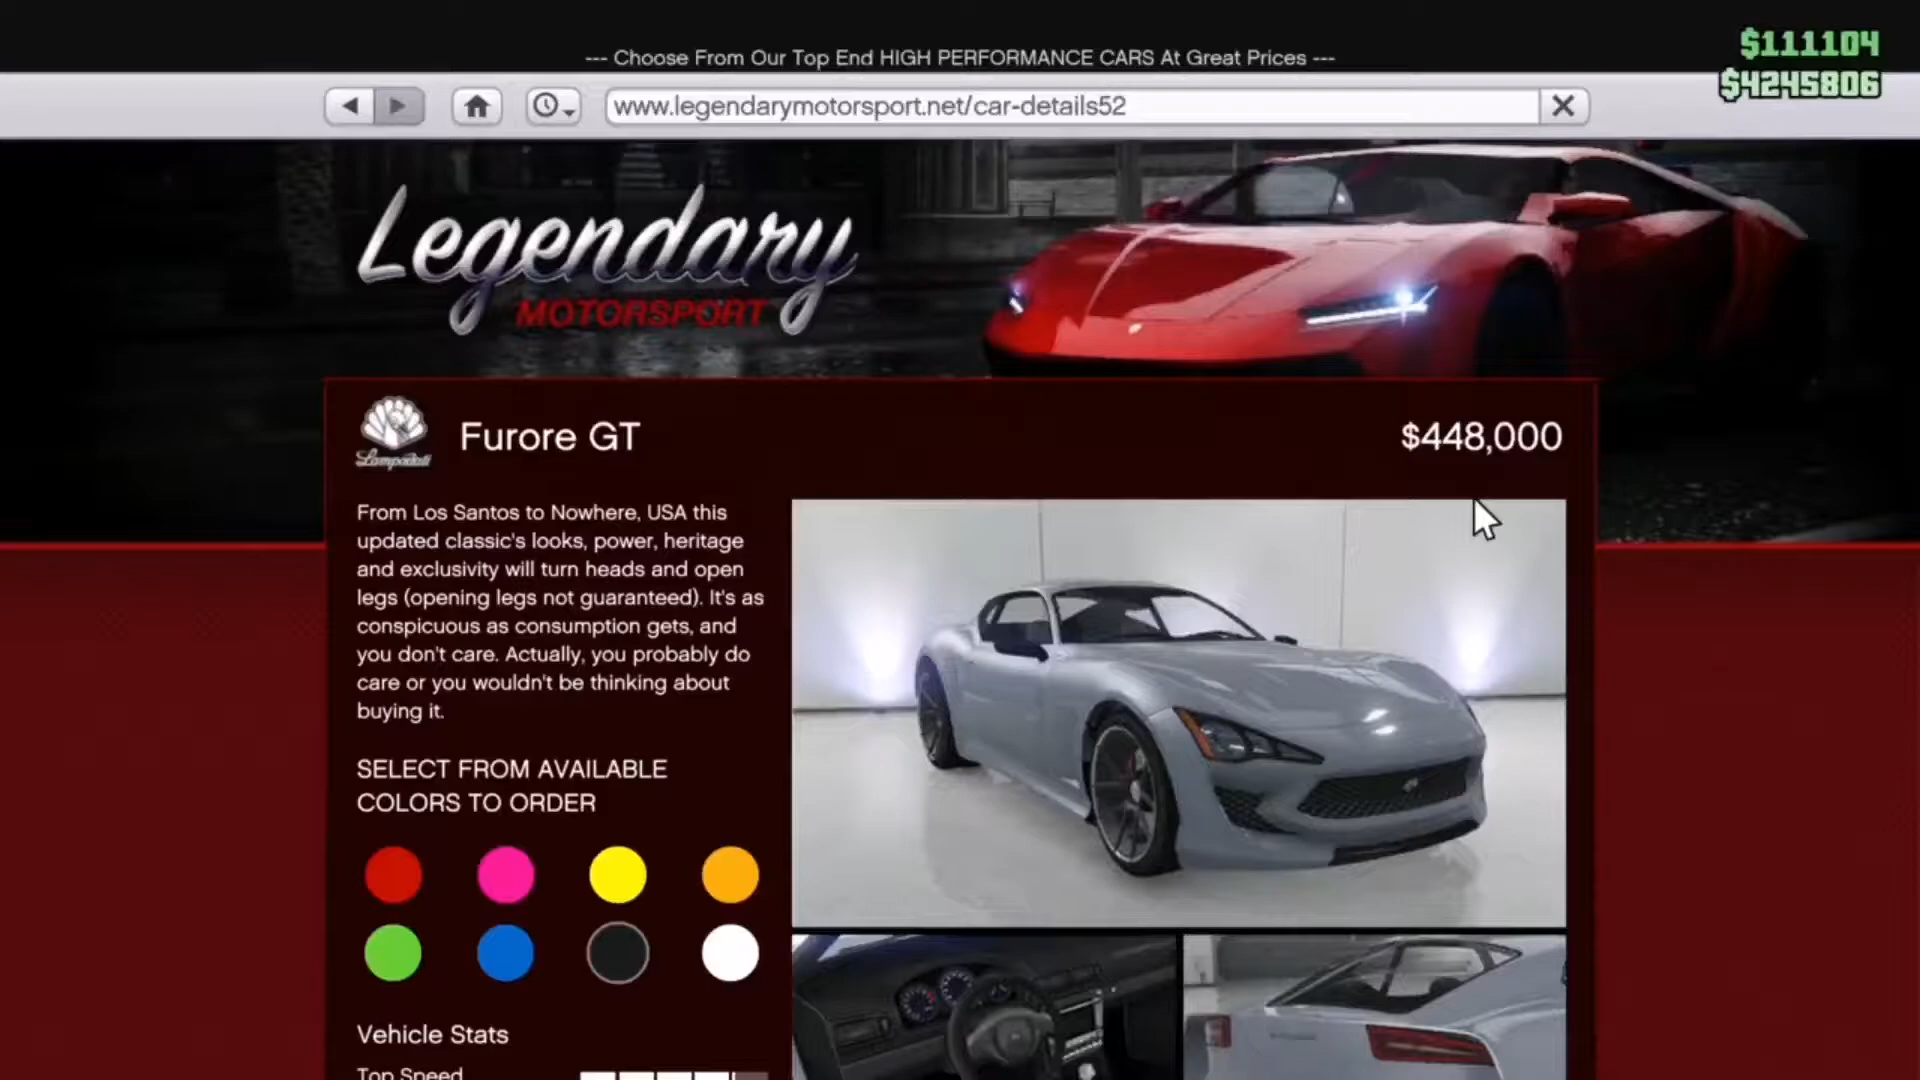 --- Choose From Our Top End HIGH PERFORMANCE CARS At Great Prices ---
$111104
$4245806
www.legendarymotorsport.net/car-details52
Legendary
MOTORSPORT
Lampadati
Furore GT
$448,000
From Los Santos to Nowhere, USA this
updated classic's looks, power, heritage
and exclusivity will turn heads and open
legs (opening legs not guaranteed). It's as
conspicuous as consumption gets, and
you don't care. Actually, you probably do
care or you wouldn't be thinking about
buying it.
SELECT FROM AVAILABLE
COLORS TO ORDER
Vehicle Stats
Top Speed